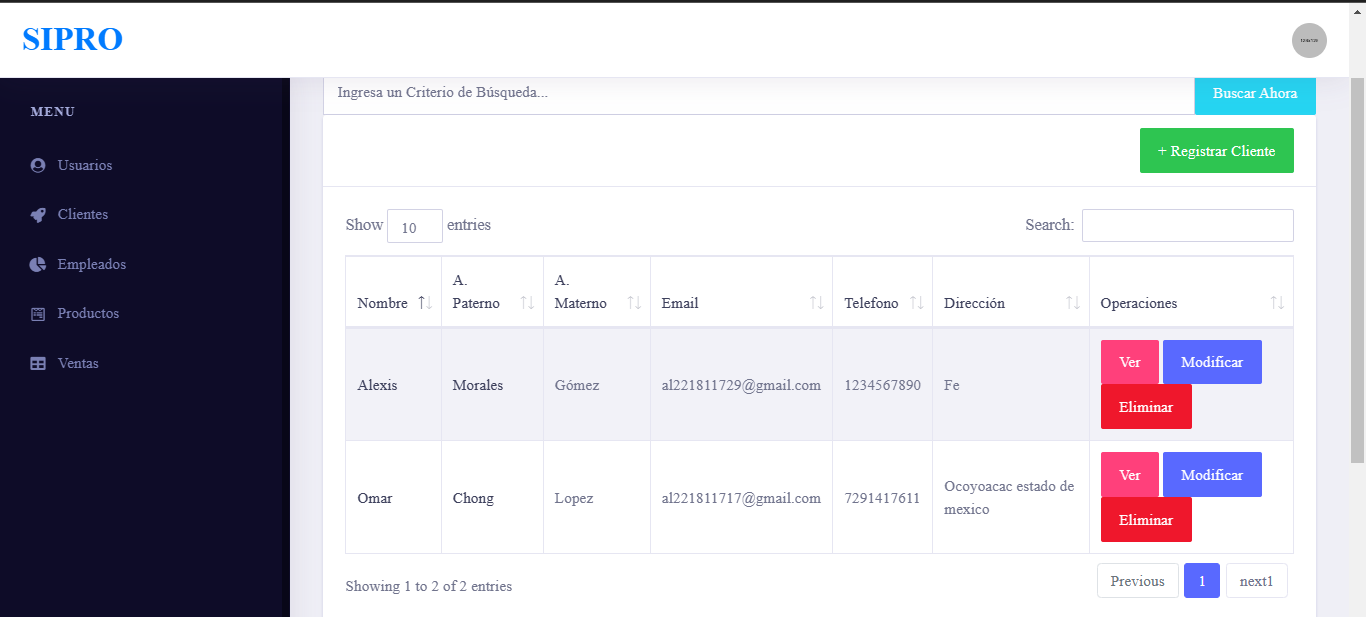 SIPRO
MENU
Usuarios
Clientes
Empleados
Productos
Ventas
Ingresa un Criterio de Búsqueda...
Buscar Ahora
+ Registrar Cliente
Show 10 entries
Search:
Nombre
A. Paterno
A. Materno
Email
Telefono
Dirección
Operaciones
Alexis
Morales
Gómez
al221811729@gmail.com
1234567890
Fe
Ver
Modificar
Eliminar
Omar
Chong
Lopez
al221811717@gmail.com
7291417611
Ocoyoacac estado de
mexico
Ver
Modificar
Eliminar
Showing 1 to 2 of 2 entries
Previous
1
next1